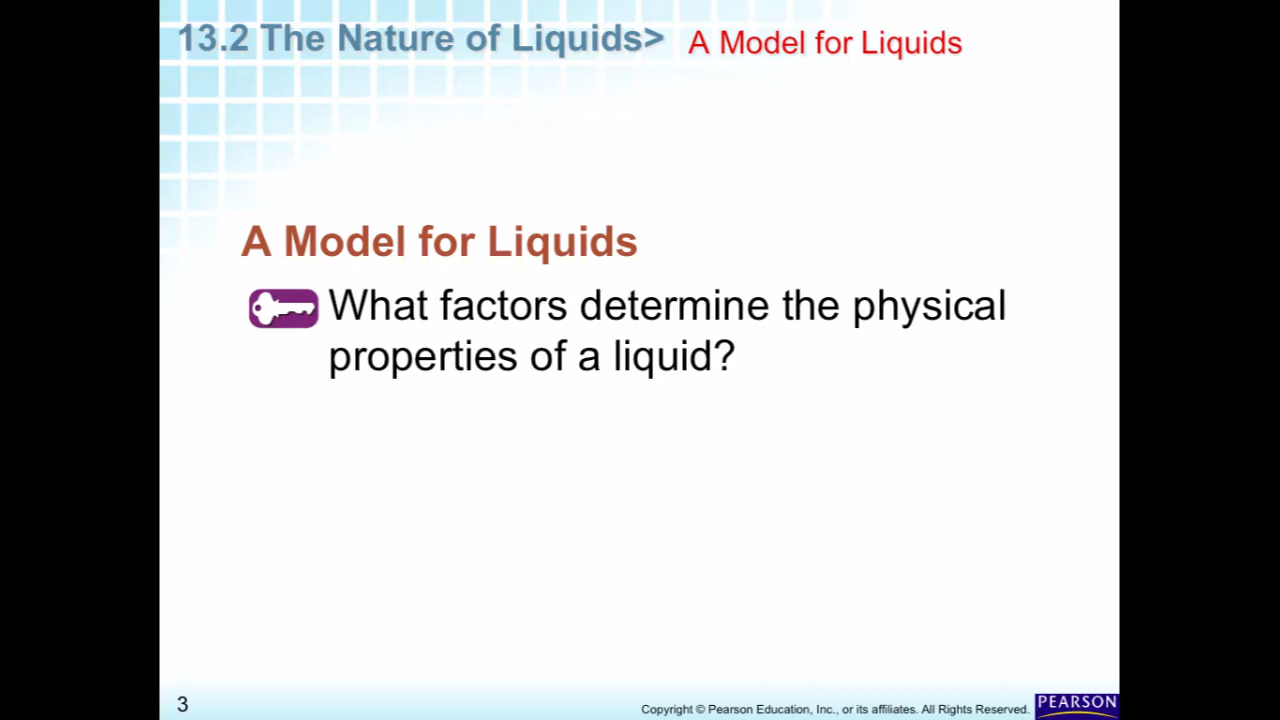 13.2 The Nature of Liquids> A Model for Liquids
A Model for Liquids
What factors determine the physical
properties of a liquid?
3
Copyright © Pearson Education, Inc., or its affiliates. All Rights Reserved.
PEARSON